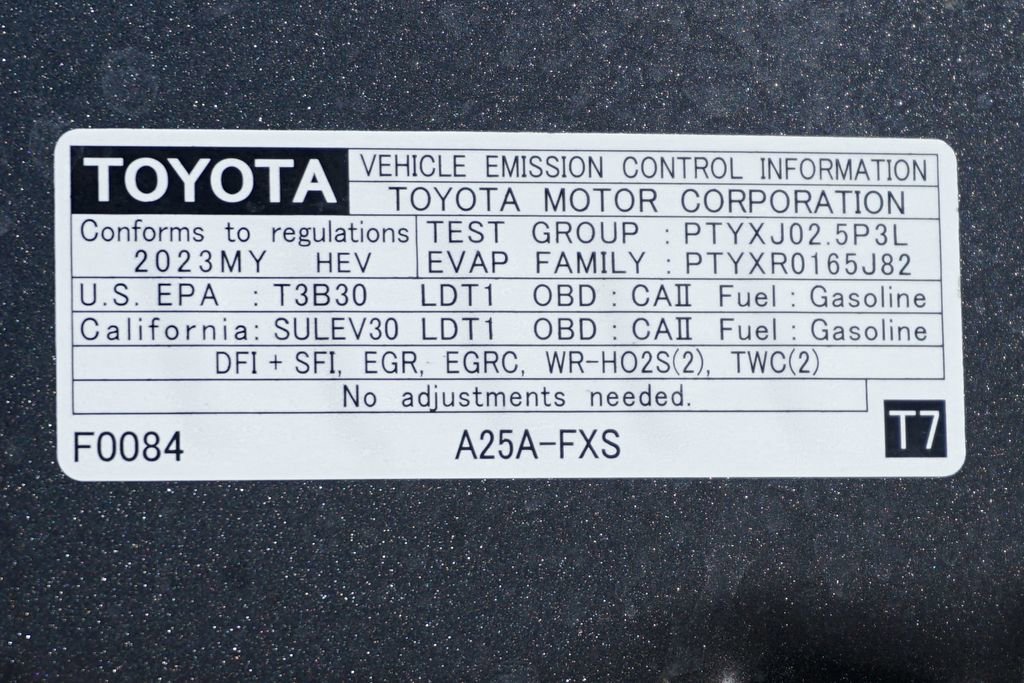 TOYOTA VEHICLE EMISSION CONTROL INFORMATION
TOYOTA MOTOR CORPORATION
Conforms to regulations TEST GROUP : PTYXJ02.5P3L
2023MY HEV EVAP FAMILY : PTYXR0165J82
U.S. EPA : T3B30 LDT1 OBD : CAⅡ Fuel : Gasoline
California: SULEV30 LDT1 OBD : CAⅡ Fuel : Gasoline
DFI + SFI, EGR, EGRC, WR-HO2S(2), TWC(2)
No adjustments needed.
F0084 A25A-FXS T7